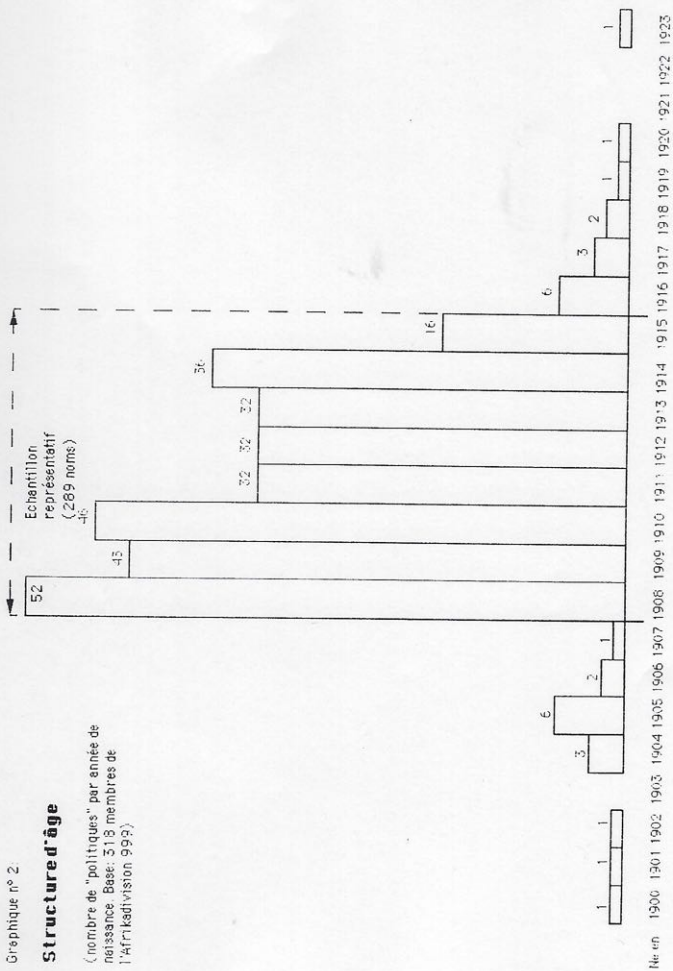 Graphique n° 2:
Structure d'âge
(nombre de "politiques" par année de
naissance. Base: 318 membres de
l'Afrikadivision 999)
Echantillon
représentatif
(289 noms)
1 1 1 3 6 2 1 52 43 46 32 32 32 36 16 6 3 2 1 1 1
Né en 1900 1901 1902 1903 1904 1905 1906 1907 1908 1909 1910 1911 1912 1913 1914 1915 1916 1917 1918 1919 1920 1921 1922 1923